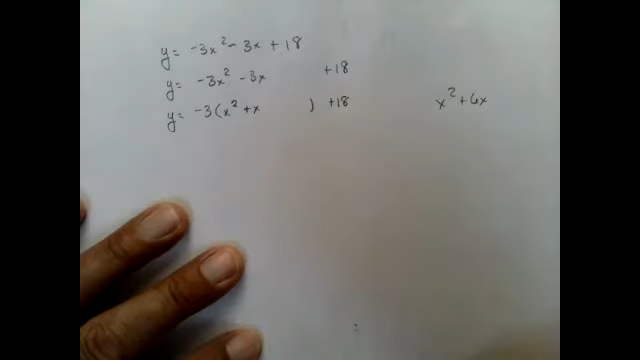 y = -3x² - 3x + 18
y = -3x² - 3x +18
y = -3(x² + x ) +18
x² + 6x